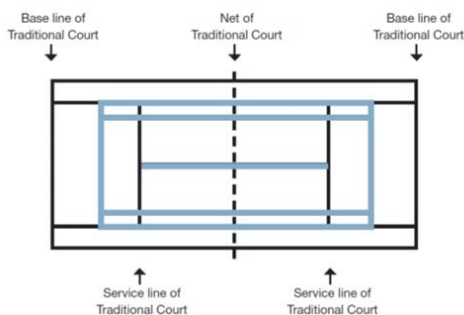 Base line of
Traditional Court
Net of
Traditional Court
Base line of
Traditional Court
Service line of
Traditional Court
Service line of
Traditional Court